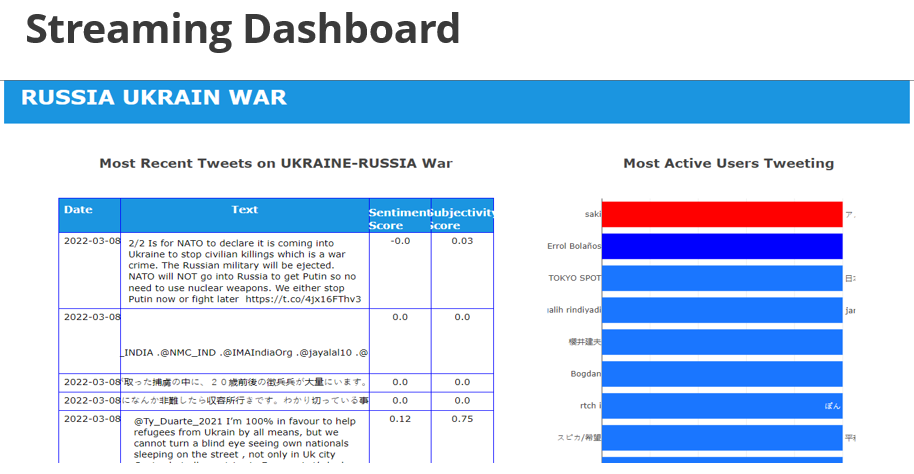 Streaming Dashboard
RUSSIA UKRAIN WAR
Most Recent Tweets on UKRAINE-RUSSIA War
Date Text Sentiment Score Subjectivity Score
2022-03-08 2/2 Is for NATO to declare it is coming into -0.0 0.03
Ukraine to stop civilian killings which is a war
crime. The Russian military will be ejected.
NATO will NOT go into Russia to get Putin so no
need to use nuclear weapons. We either stop
Putin now or fight later https://t.co/4jx16FThv3
2022-03-08 0.0 0.0
_INDIA .@NMC_IND .@IMAIndiaOrg .@jayalal10 .@
2022-03-08 取った捕虜の中に、２０歳前後の徴兵兵が大量にいます。 0.0 0.0
2022-03-08 になんか非難したら収容所行きです。わかり切っている事 0.0 0.0
2022-03-08 @Ty_Duarte_2021 I'm 100% in favour to help 0.12 0.75
refugees from Ukrain by all means, but we
cannot turn a blind eye seeing own nationals
sleeping on the street , not only in Uk city
Most Active Users Tweeting
saki
Errol Bolaños
TOKYO SPOT
alih rindiyadi
櫻井建夫
Bogdan
rtch i ぽん
スピカ/希望